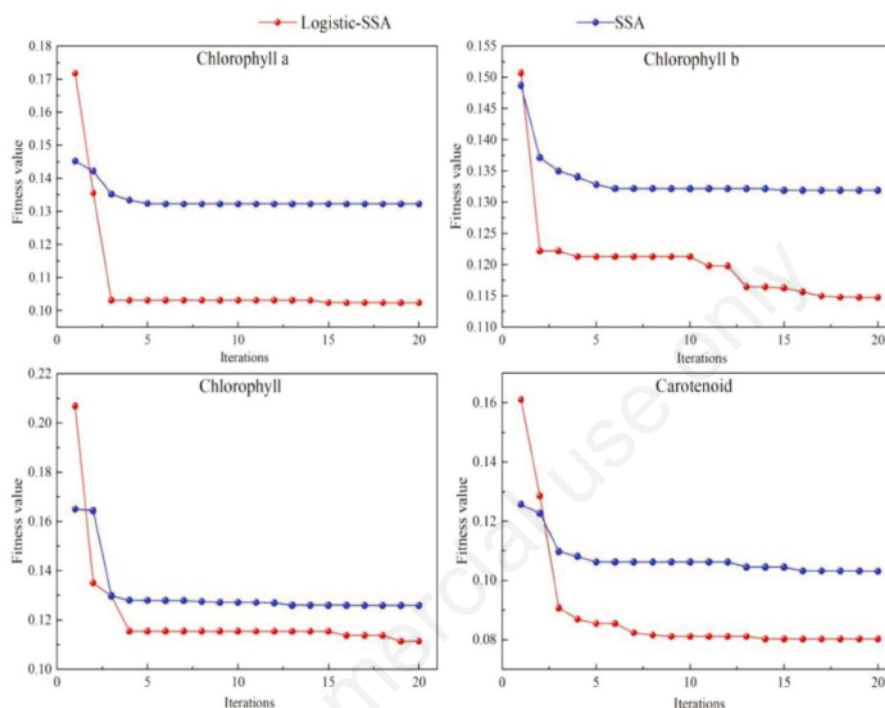 Logistic-SSA SSA
Chlorophyll a
0.18
0.17
0.16
0.15
0.14
0.13
0.12
0.11
0.10
Fitness value
0 5 10 15 20
Iterations
Chlorophyll b
0.155
0.150
0.145
0.140
0.135
0.130
0.125
0.120
0.115
0.110
Fitness value
0 5 10 15 20
Iterations
Chlorophyll
0.22
0.20
0.18
0.16
0.14
0.12
0.10
Fitness value
0 5 10 15 20
Iterations
Carotenoid
0.16
0.14
0.12
0.10
0.08
Fitness value
0 5 10 15 20
Iterations
mercial use only